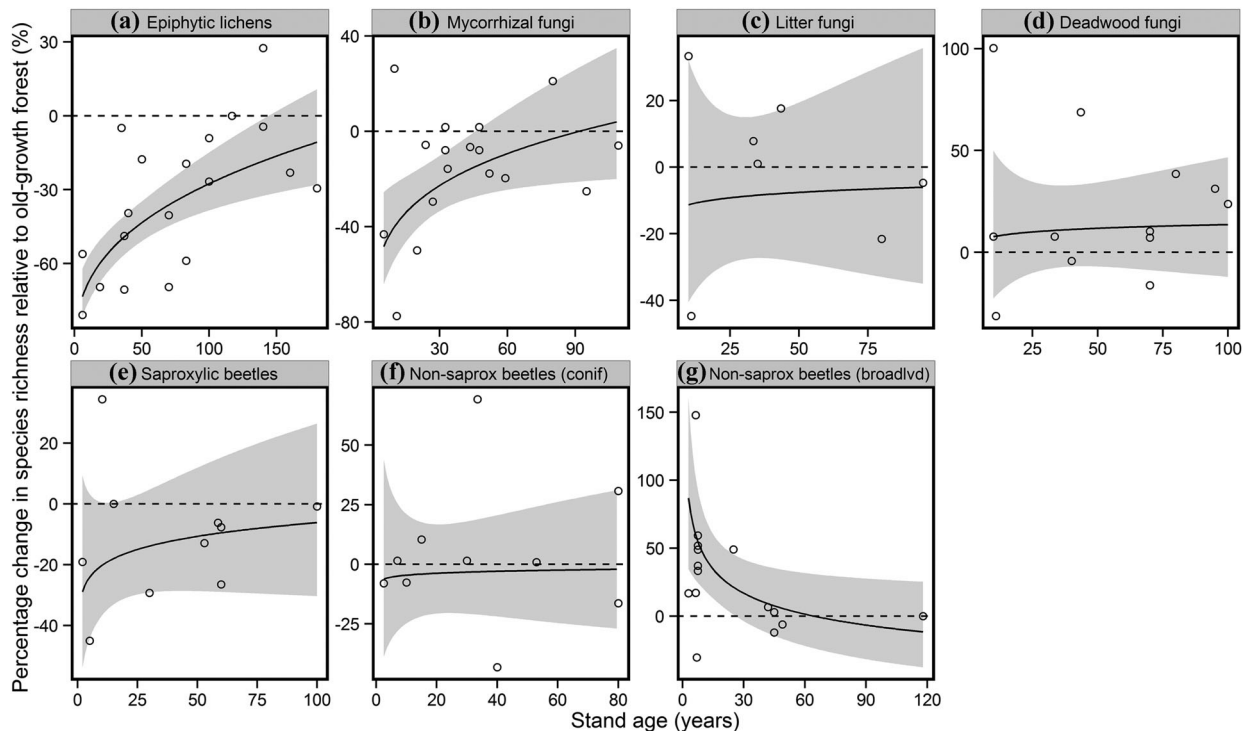 Percentage change in species richness relative to old-growth forest (%)
(a) Epiphytic lichens
30
0
-30
-60
0 50 100 150
(b) Mycorrhizal fungi
40
0
-40
-80
30 60 90
(c) Litter fungi
20
0
-20
-40
25 50 75
(d) Deadwood fungi
100
50
0
25 50 75 100
(e) Saproxylic beetles
20
0
-20
-40
0 25 50 75 100
(f) Non-saprox beetles (conif)
50
25
0
-25
0 20 40 60 80
(g) Non-saprox beetles (broadlvd)
150
100
50
0
0 30 60 90 120
Stand age (years)